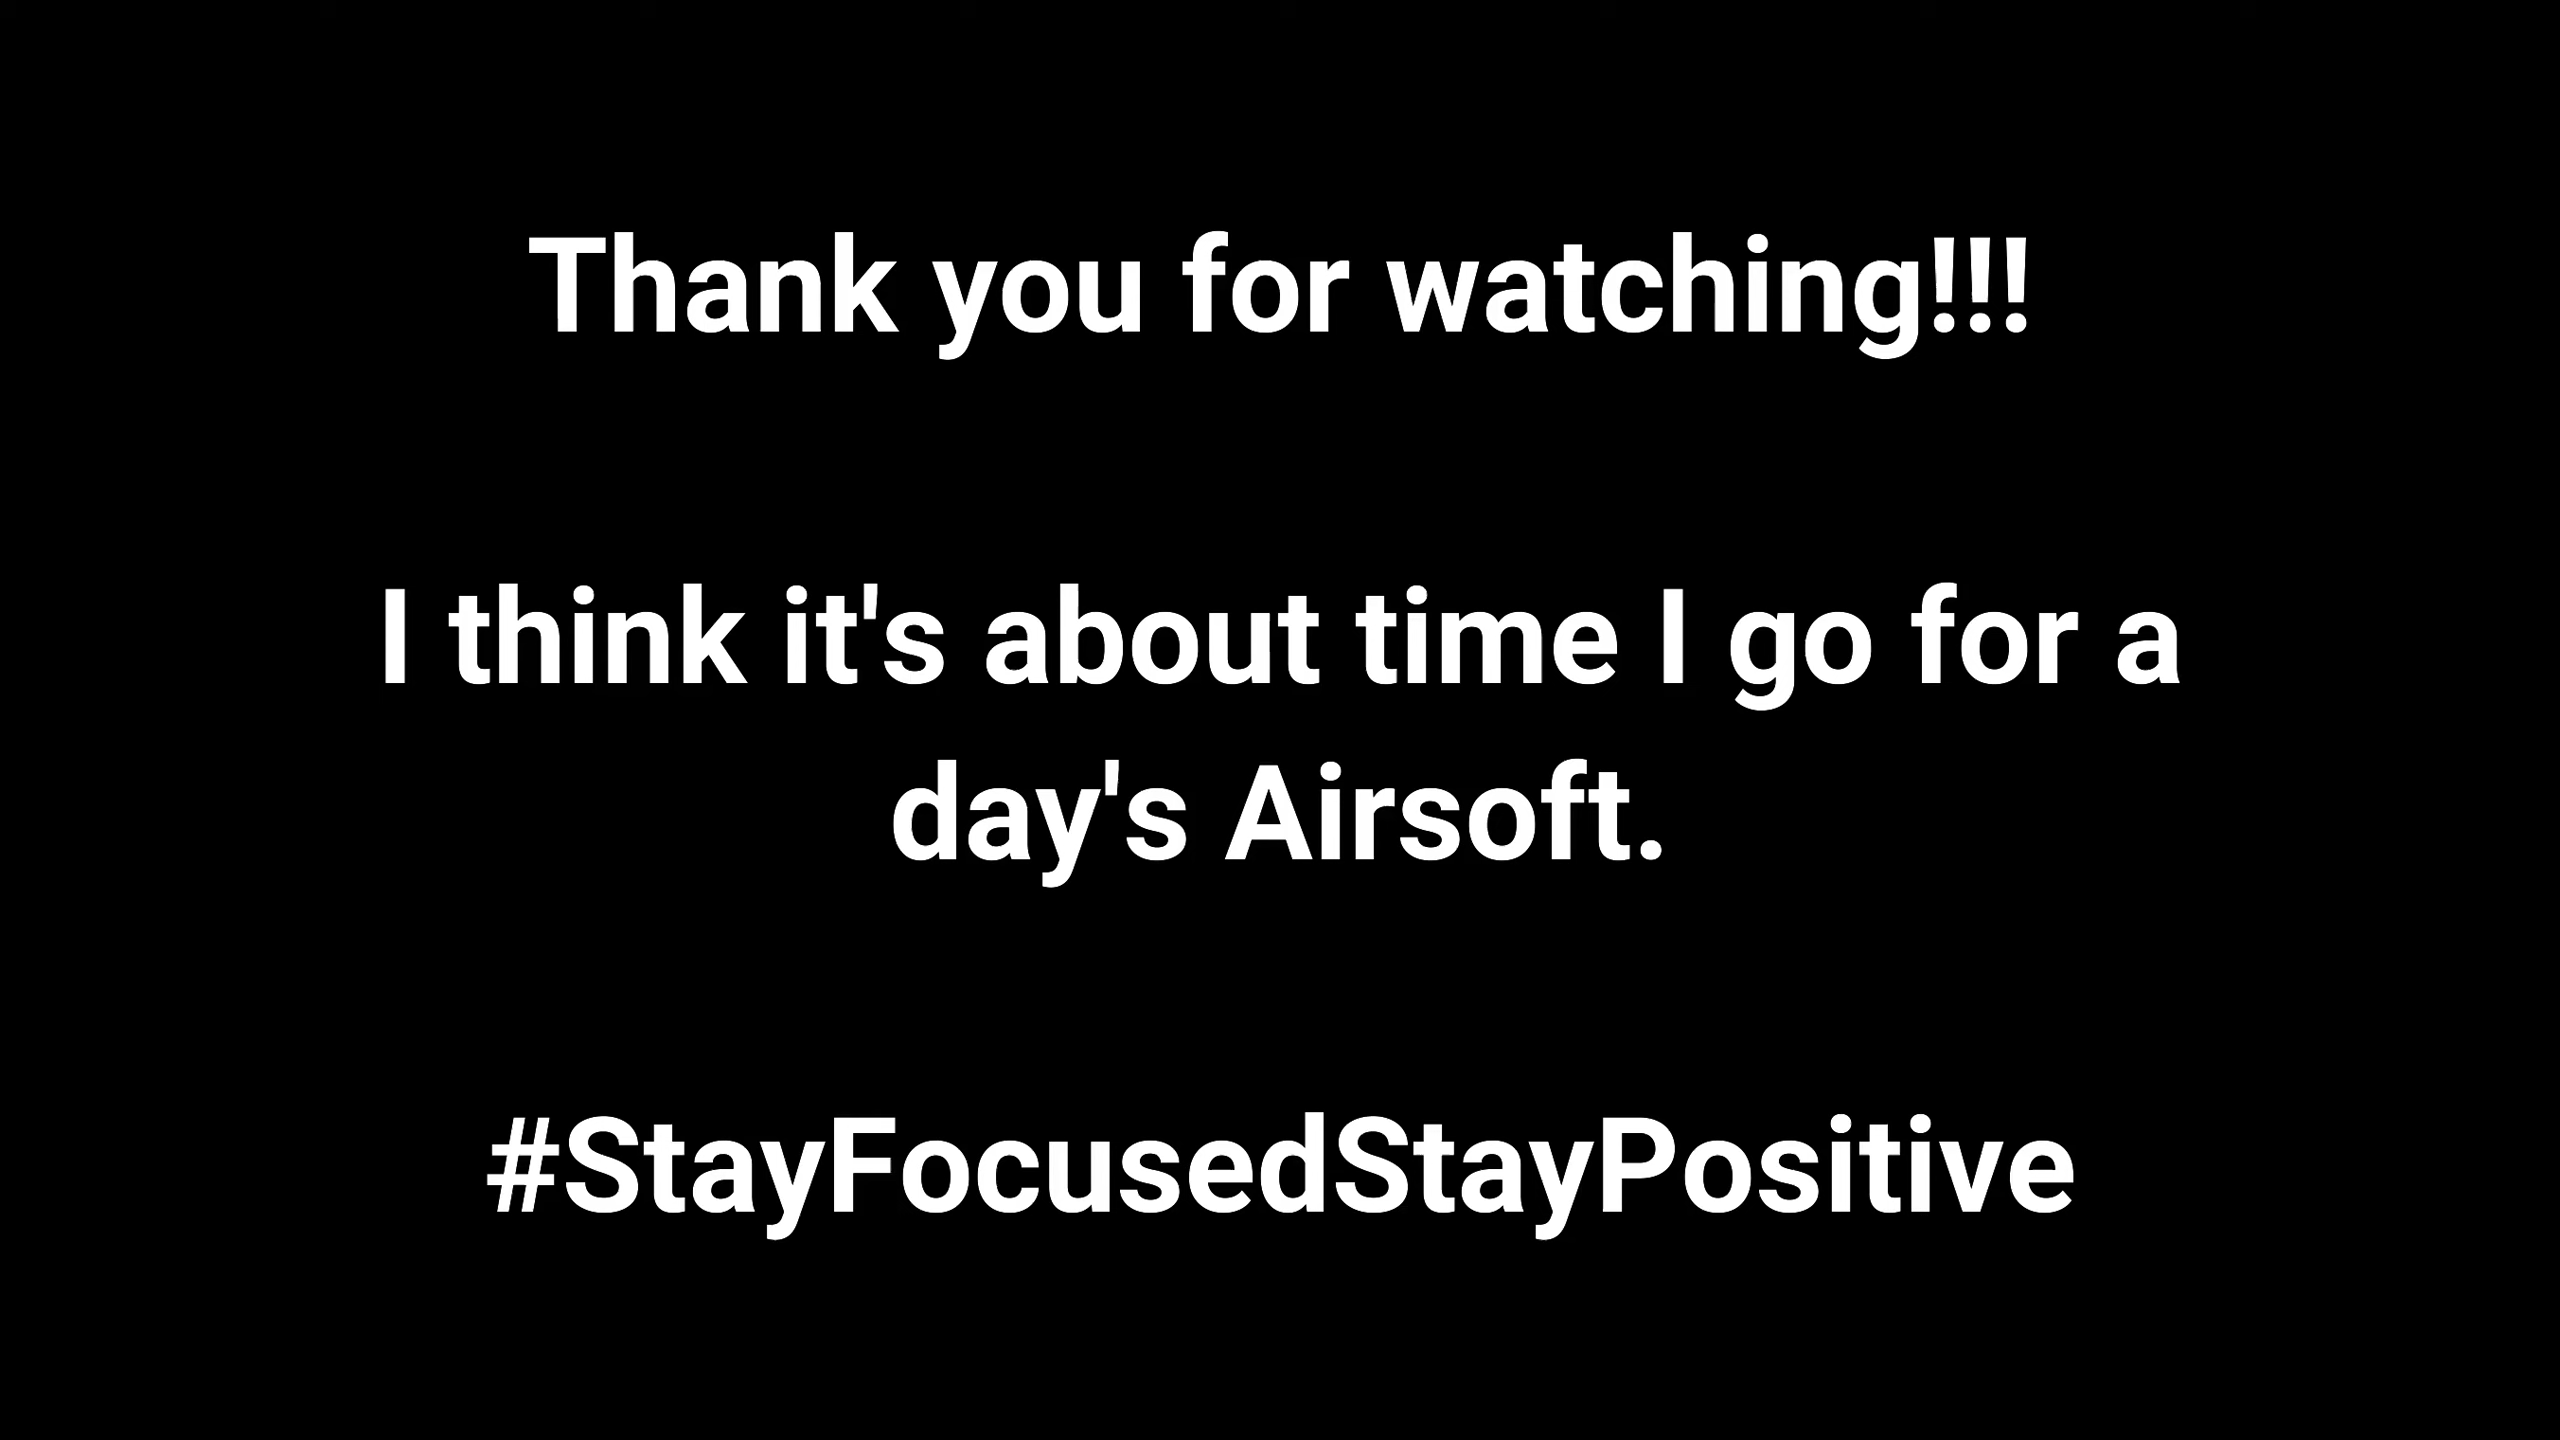 Thank you for watching!!!
I think it's about time I go for a
day's Airsoft.
#StayFocusedStayPositive